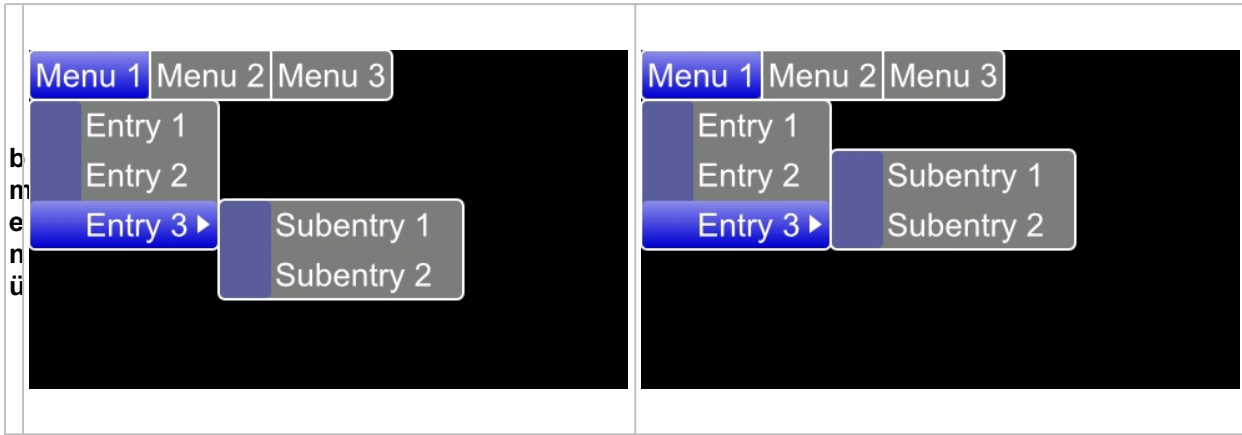 b
m
e
n
ü
Menu 1 Menu 2 Menu 3
Entry 1
Entry 2
Entry 3
Subentry 1
Subentry 2
Menu 1 Menu 2 Menu 3
Entry 1
Entry 2
Entry 3
Subentry 1
Subentry 2